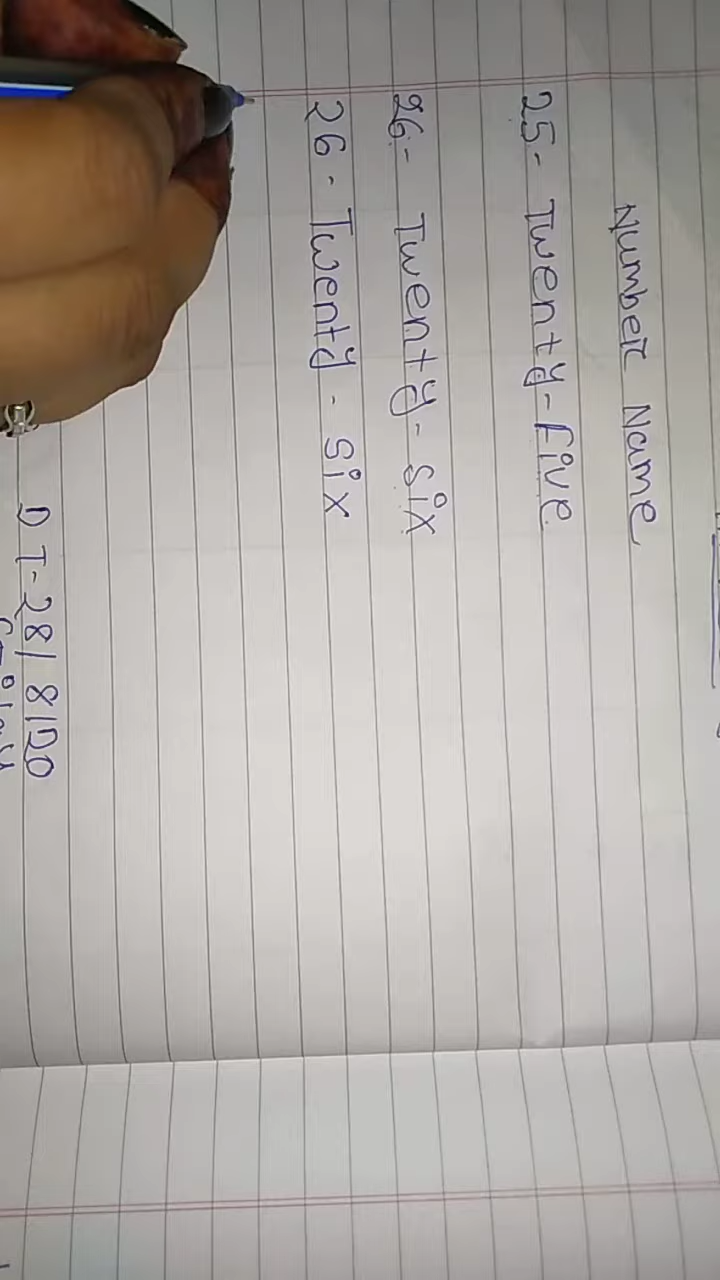 Number Name
25- Twenty-five
26- Twenty- six
26- Twenty- six
DT-28/8/20